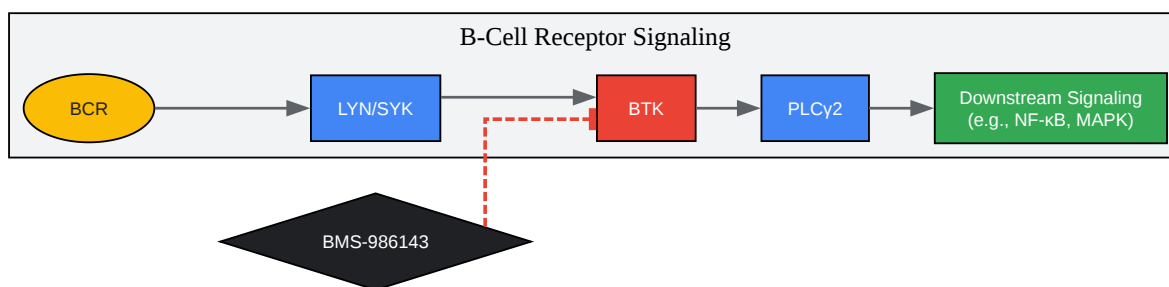 B-Cell Receptor Signaling
BCR
LYN/SYK
BTK
PLCγ2
Downstream Signaling
(e.g., NF-κB, MAPK)
BMS-986143